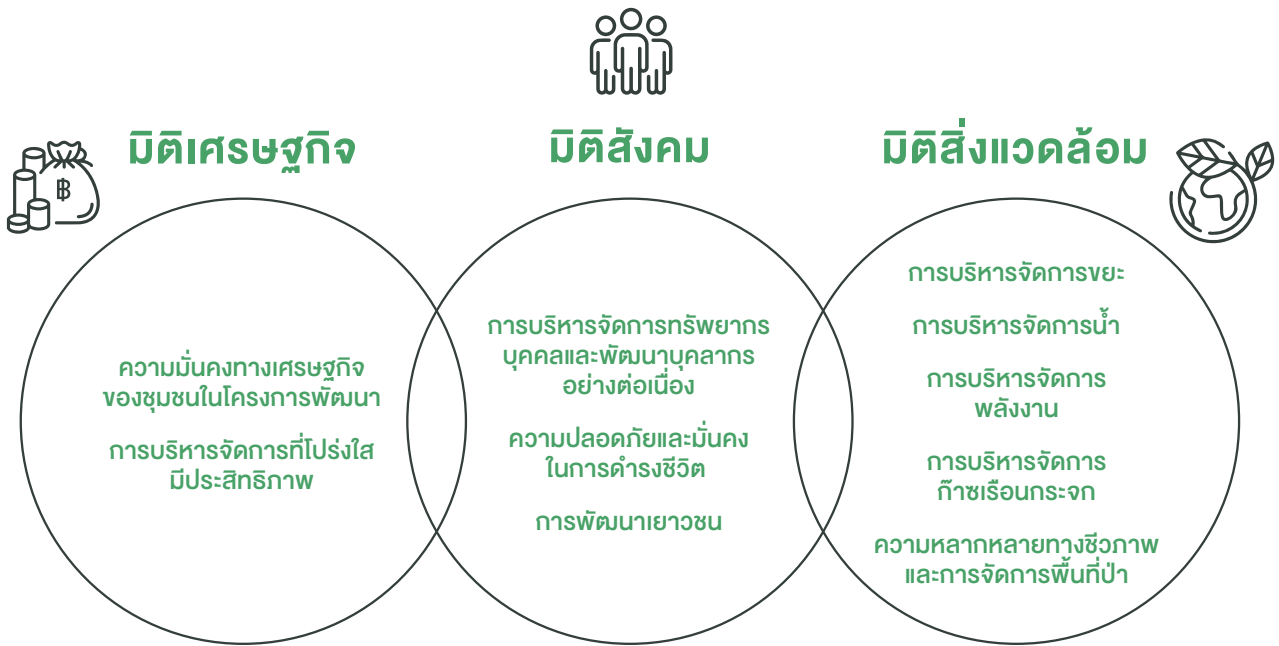 มิติเศรษฐกิจ
ความมั่นคงทางเศรษฐกิจ
ของชุมชนในโครงการพัฒนา
การบริหารจัดการที่โปร่งใส
มีประสิทธิภาพ
มิติสังคม
การบริหารจัดการทรัพยากร
บุคคลและพัฒนาบุคลากร
อย่างต่อเนื่อง
ความปลอดภัยและมั่นคง
ในการดำรงชีวิต
การพัฒนาเยาวชน
มิติสิ่งแวดล้อม
การบริหารจัดการขยะ
การบริหารจัดการน้ำ
การบริหารจัดการ
พลังงาน
การบริหารจัดการ
ก๊าซเรือนกระจก
ความหลากหลายทางชีวภาพ
และการจัดการพื้นที่ป่า
฿